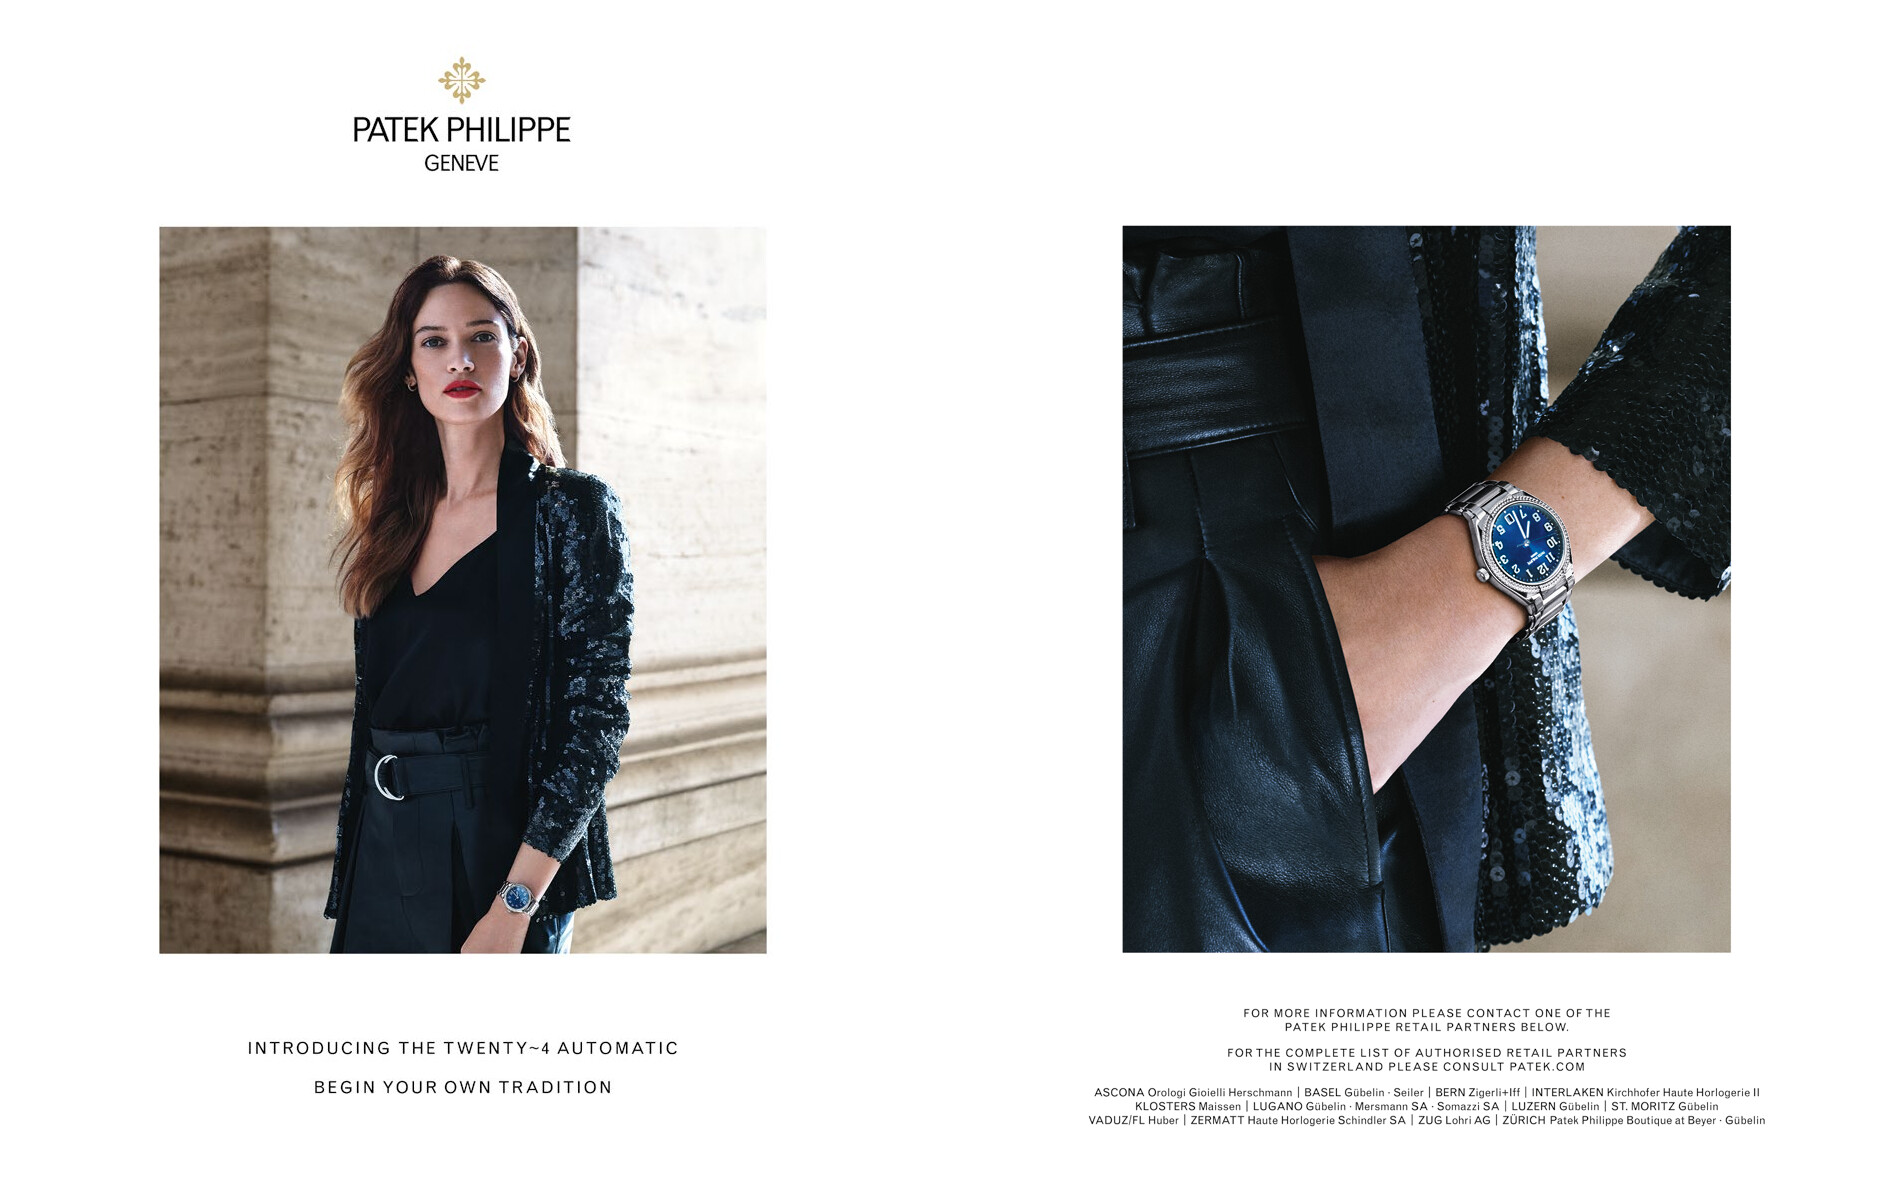 PATEK PHILIPPE
GENEVE
INTRODUCING THE TWENTY~4 AUTOMATIC
BEGIN YOUR OWN TRADITION
FOR MORE INFORMATION PLEASE CONTACT ONE OF THE
PATEK PHILIPPE RETAIL PARTNERS BELOW.
FOR THE COMPLETE LIST OF AUTHORISED RETAIL PARTNERS
IN SWITZERLAND PLEASE CONSULT PATEK.COM
ASCONA Orologi Gioielli Herschmann | BASEL Gübelin · Seiler | BERN Zigerli+Iff | INTERLAKEN Kirchhofer Haute Horlogerie II
KLOSTERS Maissen | LUGANO Gübelin · Mersmann SA · Somazzi SA | LUZERN Gübelin | ST. MORITZ Gübelin
VADUZ/FL Huber | ZERMATT Haute Horlogerie Schindler SA | ZUG Lohri AG | ZÜRICH Patek Philippe Boutique at Beyer · Gübelin